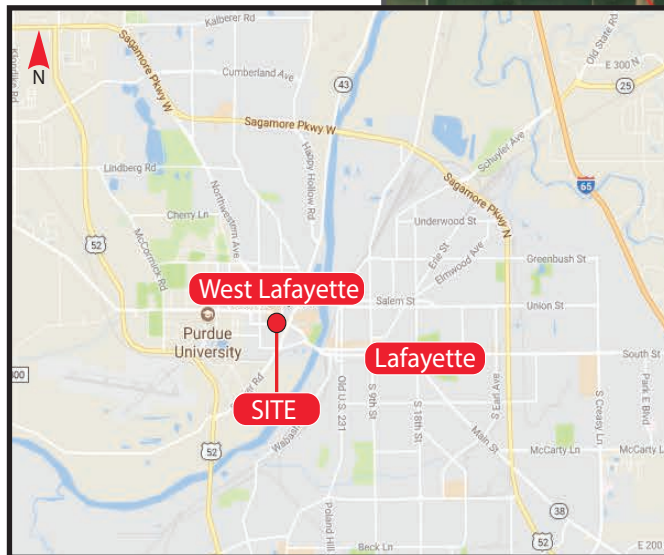 Kalberer Rd
Old State Rd
Klondike Rd
N
Sagamore Pkwy W
Cumberland Ave
43
E 300 N
25
Sagamore Pkwy W
Happy Hollow Rd
Schuyler Ave
Lindberg Rd
Northwestern Ave
Sagamore Pkwy N
65
Cherry Ln
McCormick Rd
Underwood St
52
Erie St
Elmwood Ave
Greenbush St
West Lafayette
Salem St
Union St
Purdue
University
Lafayette
South St
SITE
Old U.S. 231
S 9th St
S 18th St
S Earl Ave
S Creasy Ln
Park E Blvd
Main St
McCarty Ln
McCarty Ln
52
Poland Hill
38
Beck Ln
52
E 200